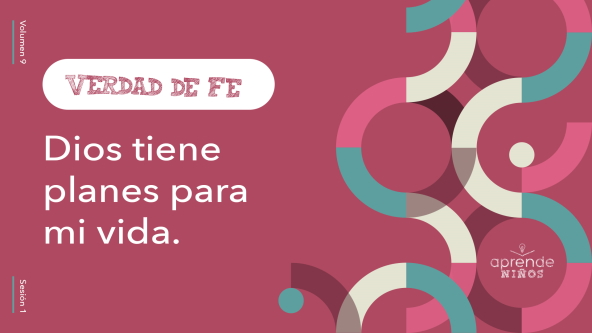 Volumen 9
VERDAD DE FE
Dios tiene
planes para
mi vida.
Sesión 1
aprende
NIÑOS